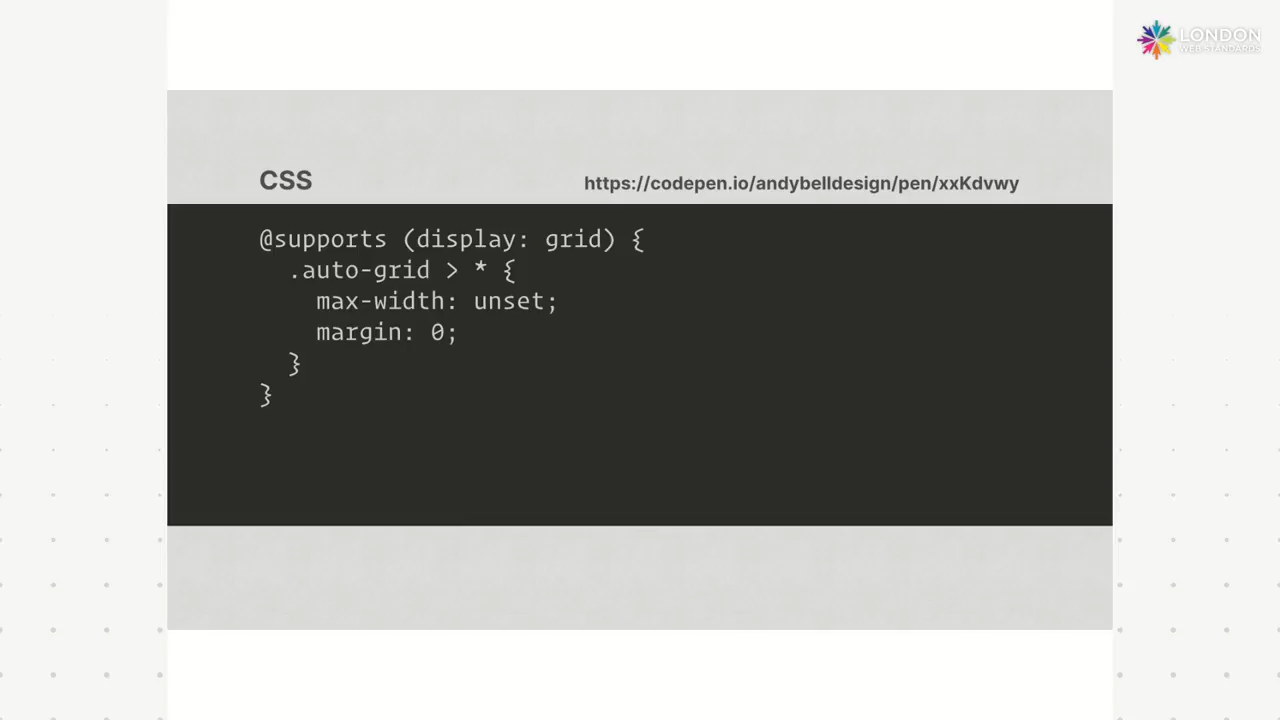 LONDON
WEB STANDARDS
CSS
https://codepen.io/andybelldesign/pen/xxKdvwy
@supports (display: grid) {
  .auto-grid > * {
    max-width: unset;
    margin: 0;
  }
}